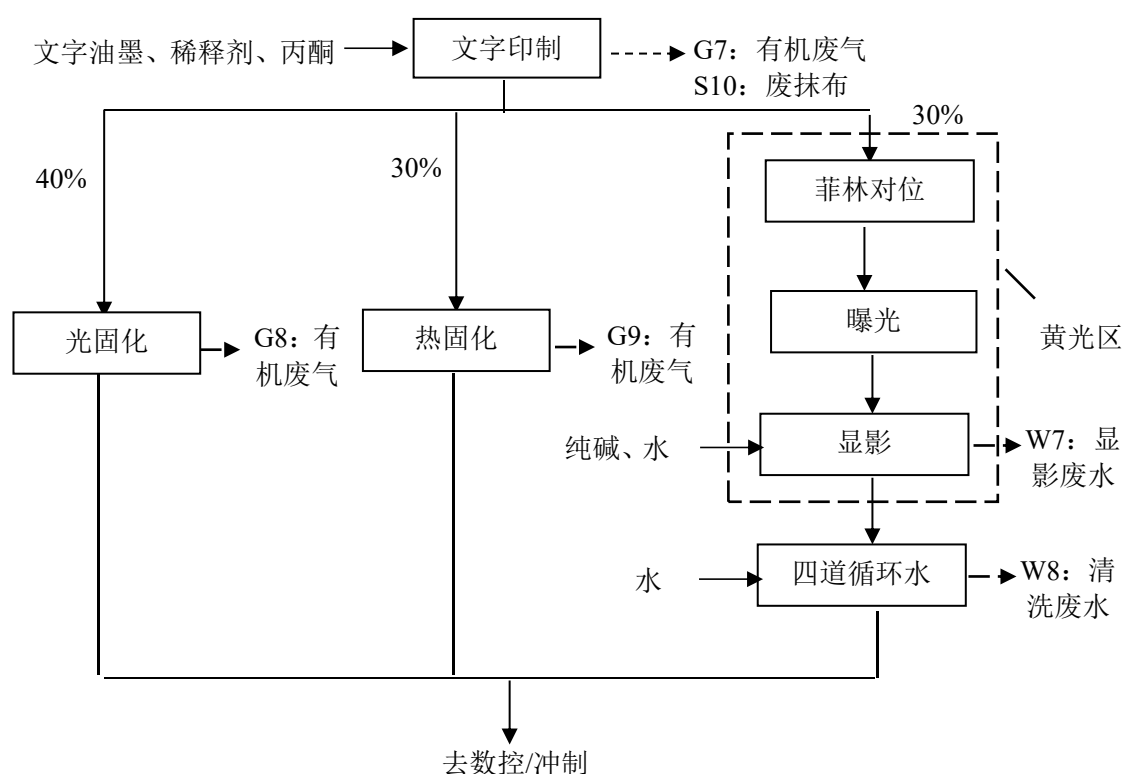 文字油墨、稀释剂、丙酮
文字印制
G7：有机废气
S10：废抹布
40%
30%
30%
菲林对位
曝光
黄光区
光固化
G8：有
机废气
热固化
G9：有
机废气
纯碱、水
显影
W7：显
影废水
水
四道循环水
W8：清
洗废水
去数控/冲制